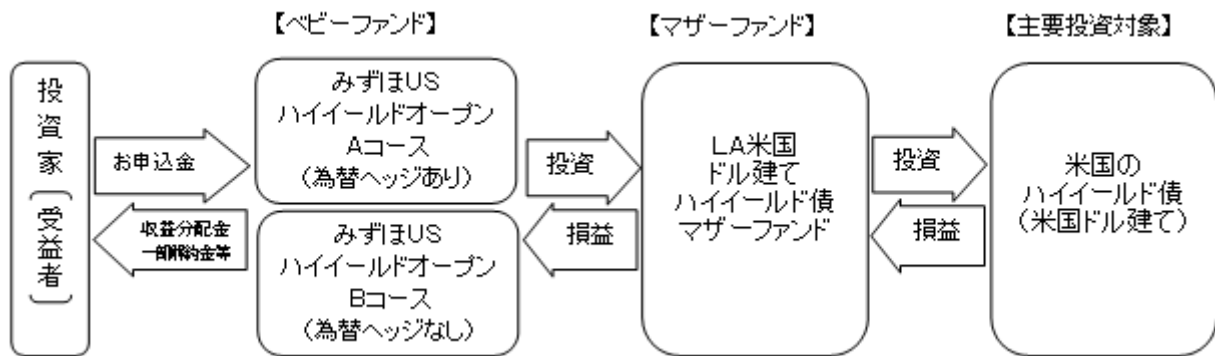 【ベビーファンド】
【マザーファンド】
【主要投資対象】
投資家(受益者)
お申込金
収益分配金
一部解約金等
みずほUS
ハイイールドオープン
Aコース
(為替ヘッジあり)
みずほUS
ハイイールドオープン
Bコース
(為替ヘッジなし)
投資
損益
LA米国
ドル建て
ハイイールド債
マザーファンド
投資
損益
米国の
ハイイールド債
(米国ドル建て)